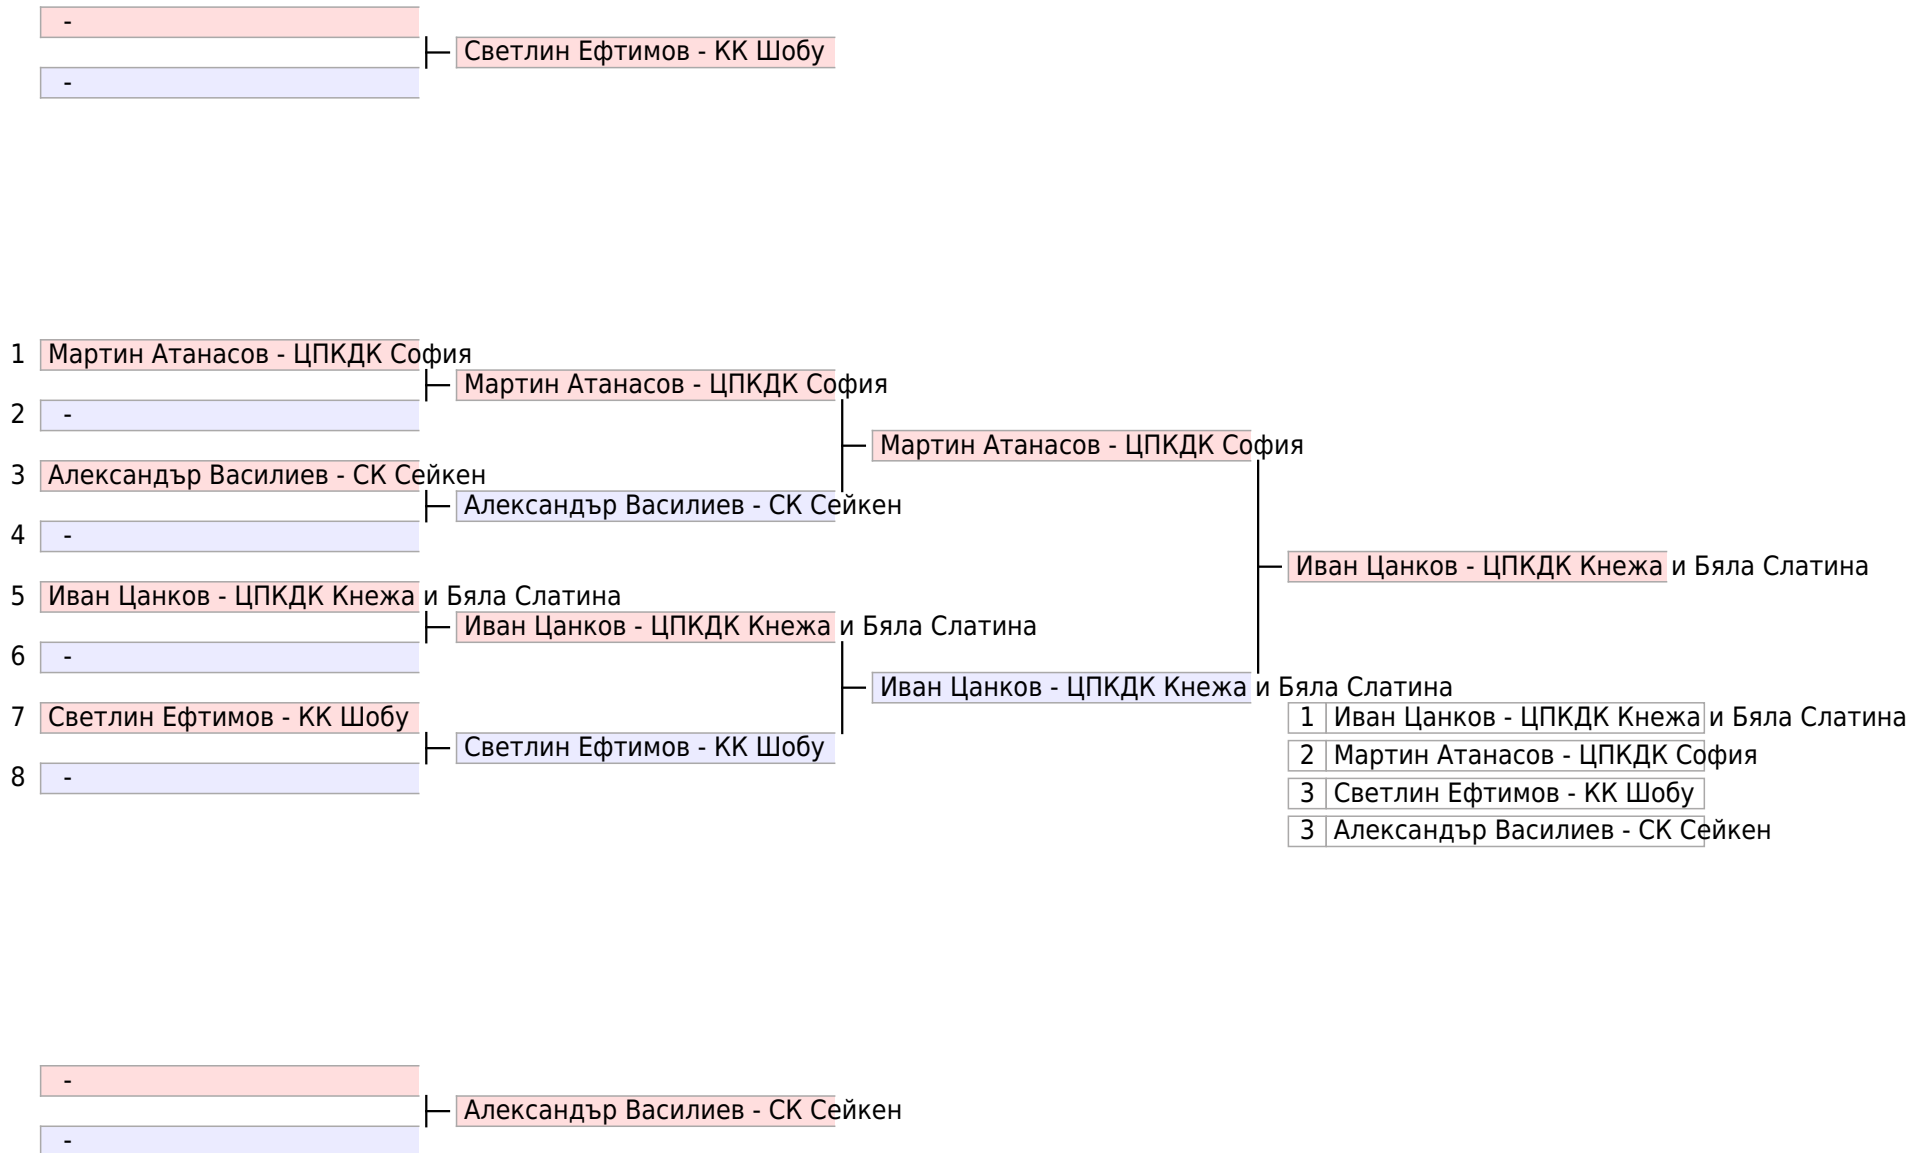 -
Светлин Ефтимов - КК Шобу
-
1 Мартин Атанасов - ЦПКДК София
Мартин Атанасов - ЦПКДК София
2 -
Мартин Атанасов - ЦПКДК София
3 Александър Василиев - СК Сейкен
Александър Василиев - СК Сейкен
4 -
Иван Цанков - ЦПКДК Кнежа и Бяла Слатина
5 Иван Цанков - ЦПКДК Кнежа и Бяла Слатина
Иван Цанков - ЦПКДК Кнежа и Бяла Слатина
6 -
Иван Цанков - ЦПКДК Кнежа и Бяла Слатина
7 Светлин Ефтимов - КК Шобу
1 Иван Цанков - ЦПКДК Кнежа и Бяла Слатина
Светлин Ефтимов - КК Шобу
2 Мартин Атанасов - ЦПКДК София
8 -
3 Светлин Ефтимов - КК Шобу
3 Александър Василиев - СК Сейкен
-
Александър Василиев - СК Сейкен
-